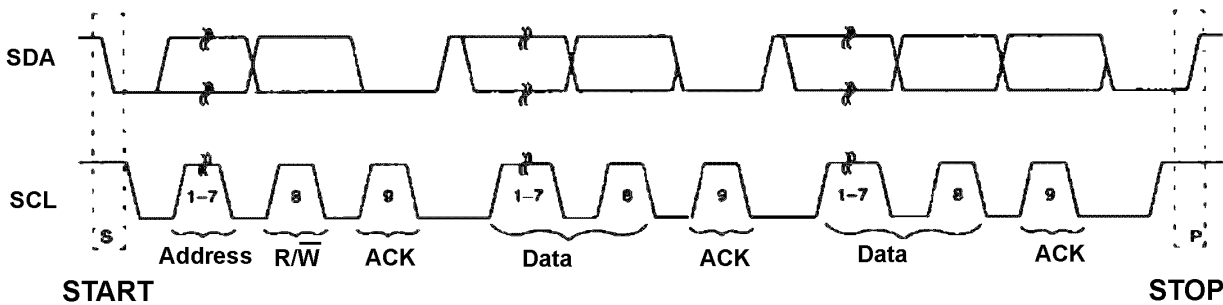 SDA
SCL
1–7 8 9 1–7 8 9 1–7 8 9
S P
Address R/W̅ ACK Data ACK Data ACK
START STOP